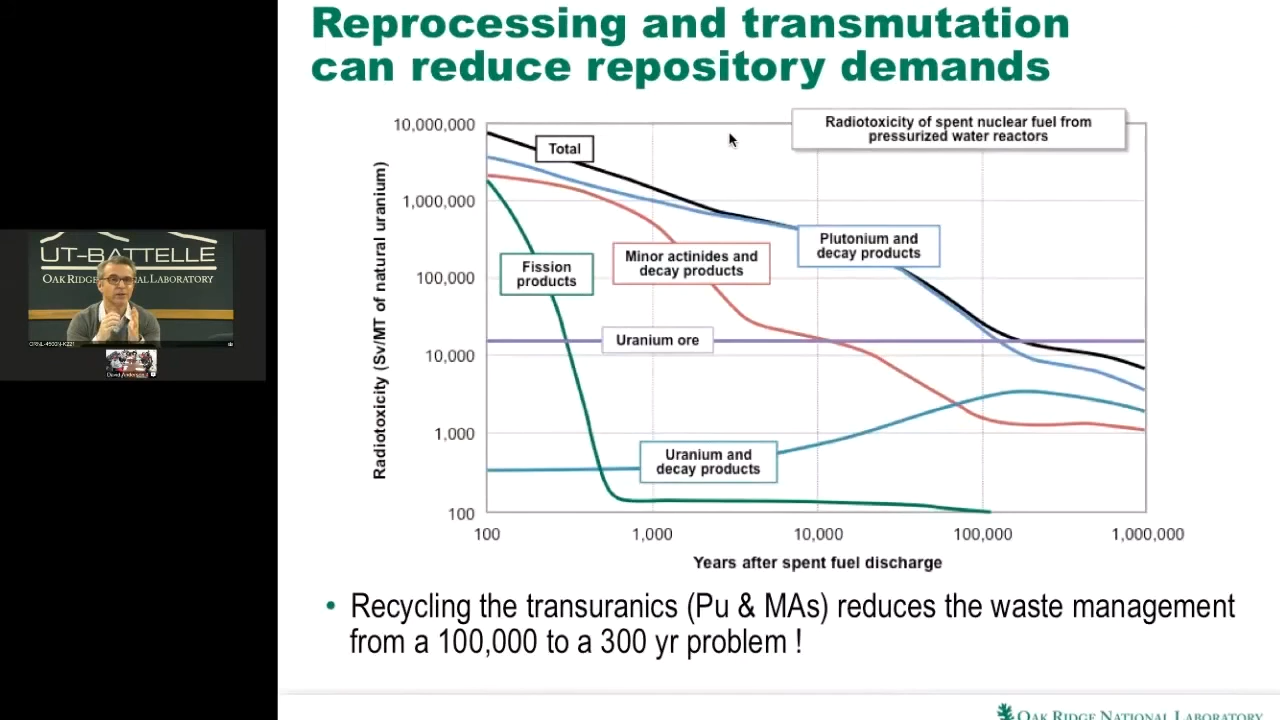 Reprocessing and transmutation
can reduce repository demands
Radiotoxicity of spent nuclear fuel from
pressurized water reactors
Total
Plutonium and
decay products
Minor actinides and
decay products
Fission
products
Uranium ore
Uranium and
decay products
Radiotoxicity (Sv/MT of natural uranium)
10,000,000
1,000,000
100,000
10,000
1,000
100
100
1,000
10,000
100,000
1,000,000
Years after spent fuel discharge
• Recycling the transuranics (Pu & MAs) reduces the waste management
from a 100,000 to a 300 yr problem !
OAK RIDGE NATIONAL LABORATORY
UT-BATTELLE
OAK RIDGE NATIONAL LABORATORY
David Anderson